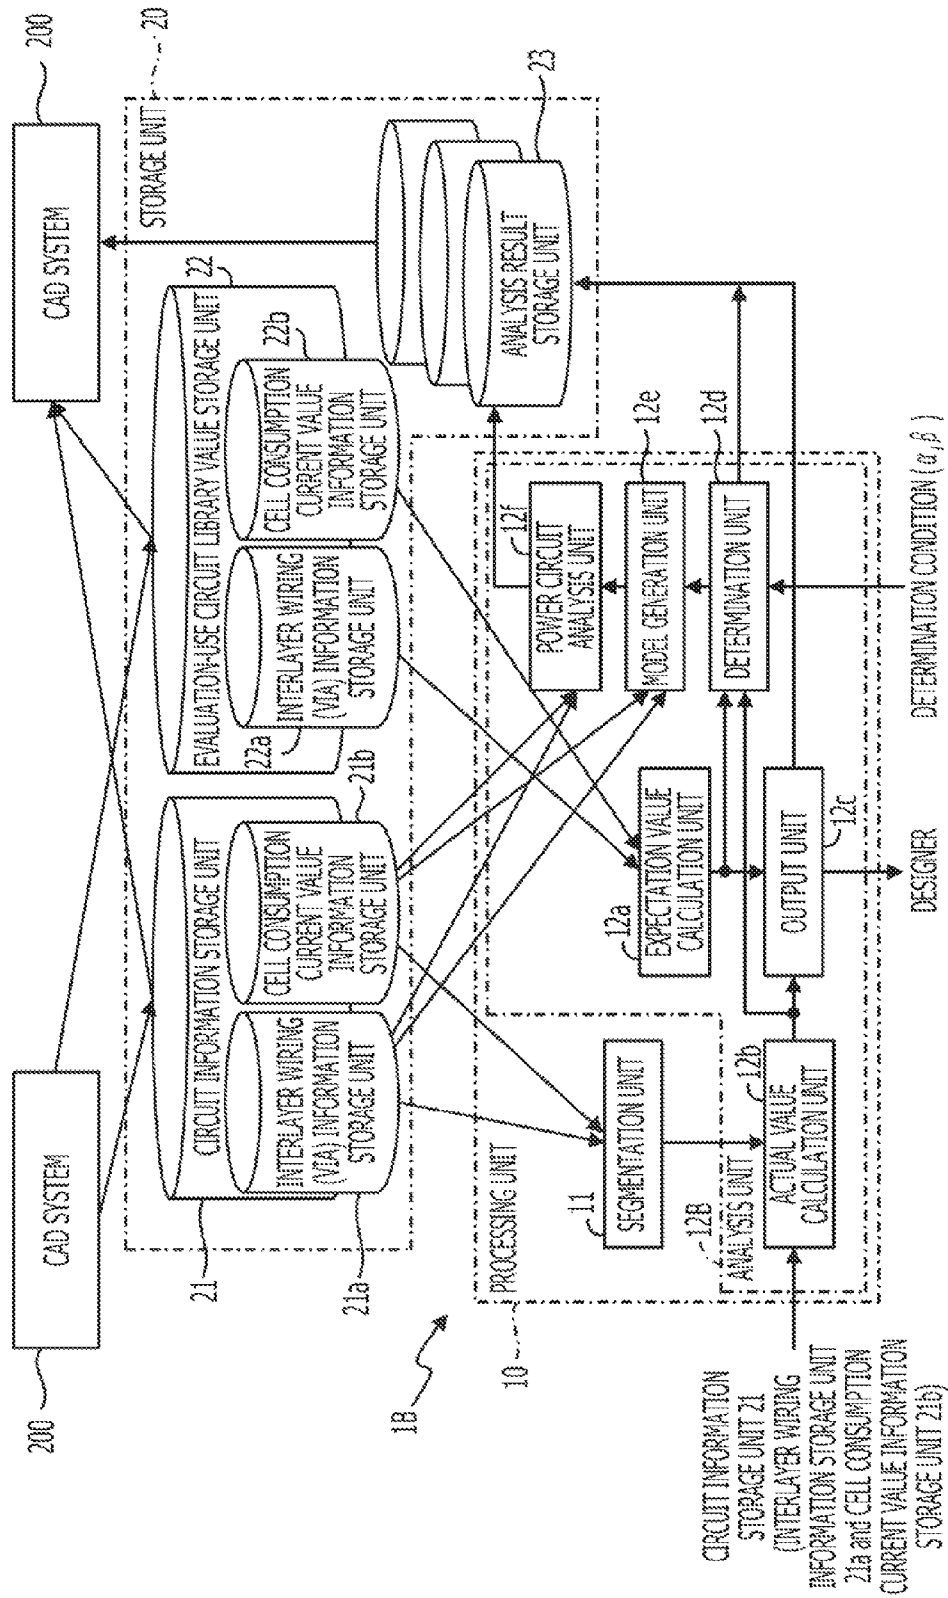 200
CAD SYSTEM
200
CAD SYSTEM
20
STORAGE UNIT
21
CIRCUIT INFORMATION STORAGE UNIT
21a
INTERLAYER WIRING
(VIA) INFORMATION
STORAGE UNIT
21b
CELL CONSUMPTION
CURRENT VALUE
INFORMATION
STORAGE UNIT
22
EVALUATION-USE CIRCUIT LIBRARY VALUE STORAGE UNIT
22a
INTERLAYER WIRING
(VIA) INFORMATION
STORAGE UNIT
22b
CELL CONSUMPTION
CURRENT VALUE
INFORMATION
STORAGE UNIT
23
ANALYSIS RESULT
STORAGE UNIT
1B
10
PROCESSING UNIT
11
SEGMENTATION UNIT
12B
ANALYSIS UNIT
12a
EXPECTATION VALUE
CALCULATION UNIT
12b
ACTUAL VALUE
CALCULATION UNIT
12c
OUTPUT UNIT
12d
DETERMINATION UNIT
12e
MODEL GENERATION UNIT
12f
POWER CIRCUIT
ANALYSIS UNIT
CIRCUIT INFORMATION
STORAGE UNIT 21
(INTERLAYER WIRING
INFORMATION STORAGE UNIT
21a and CELL CONSUMPTION
CURRENT VALUE INFORMATION
STORAGE UNIT 21b)
DESIGNER
DETERMINATION CONDITION (α,β)